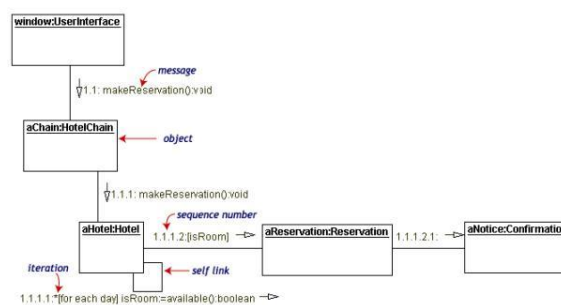 window:UserInterface
message
1.1: makeReservation():void
aChain:HotelChain
object
1.1.1: makeReservation():void
sequence number
aHotel:Hotel
1.1.1.2:[isRoom]
aReservation:Reservation
1.1.1.2.1:
aNotice:Confirmatio
iteration
self link
1.1.1.1:*[for each day] isRoom:=available():boolean